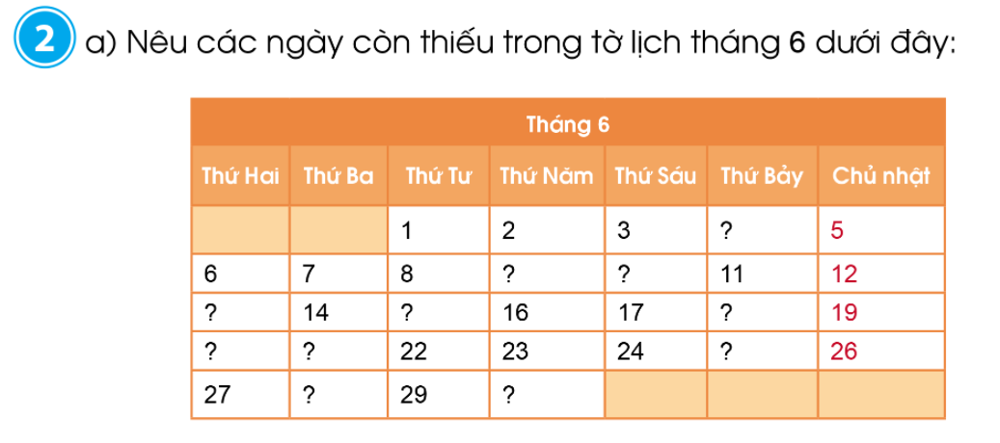 2 a) Nêu các ngày còn thiếu trong tờ lịch tháng 6 dưới đây:
Tháng 6
Thứ Hai Thứ Ba Thứ Tư Thứ Năm Thứ Sáu Thứ Bảy Chủ nhật
1 2 3 ? 5
6 7 8 ? ? 11 12
? 14 ? 16 17 ? 19
? ? 22 23 24 ? 26
27 ? 29 ?